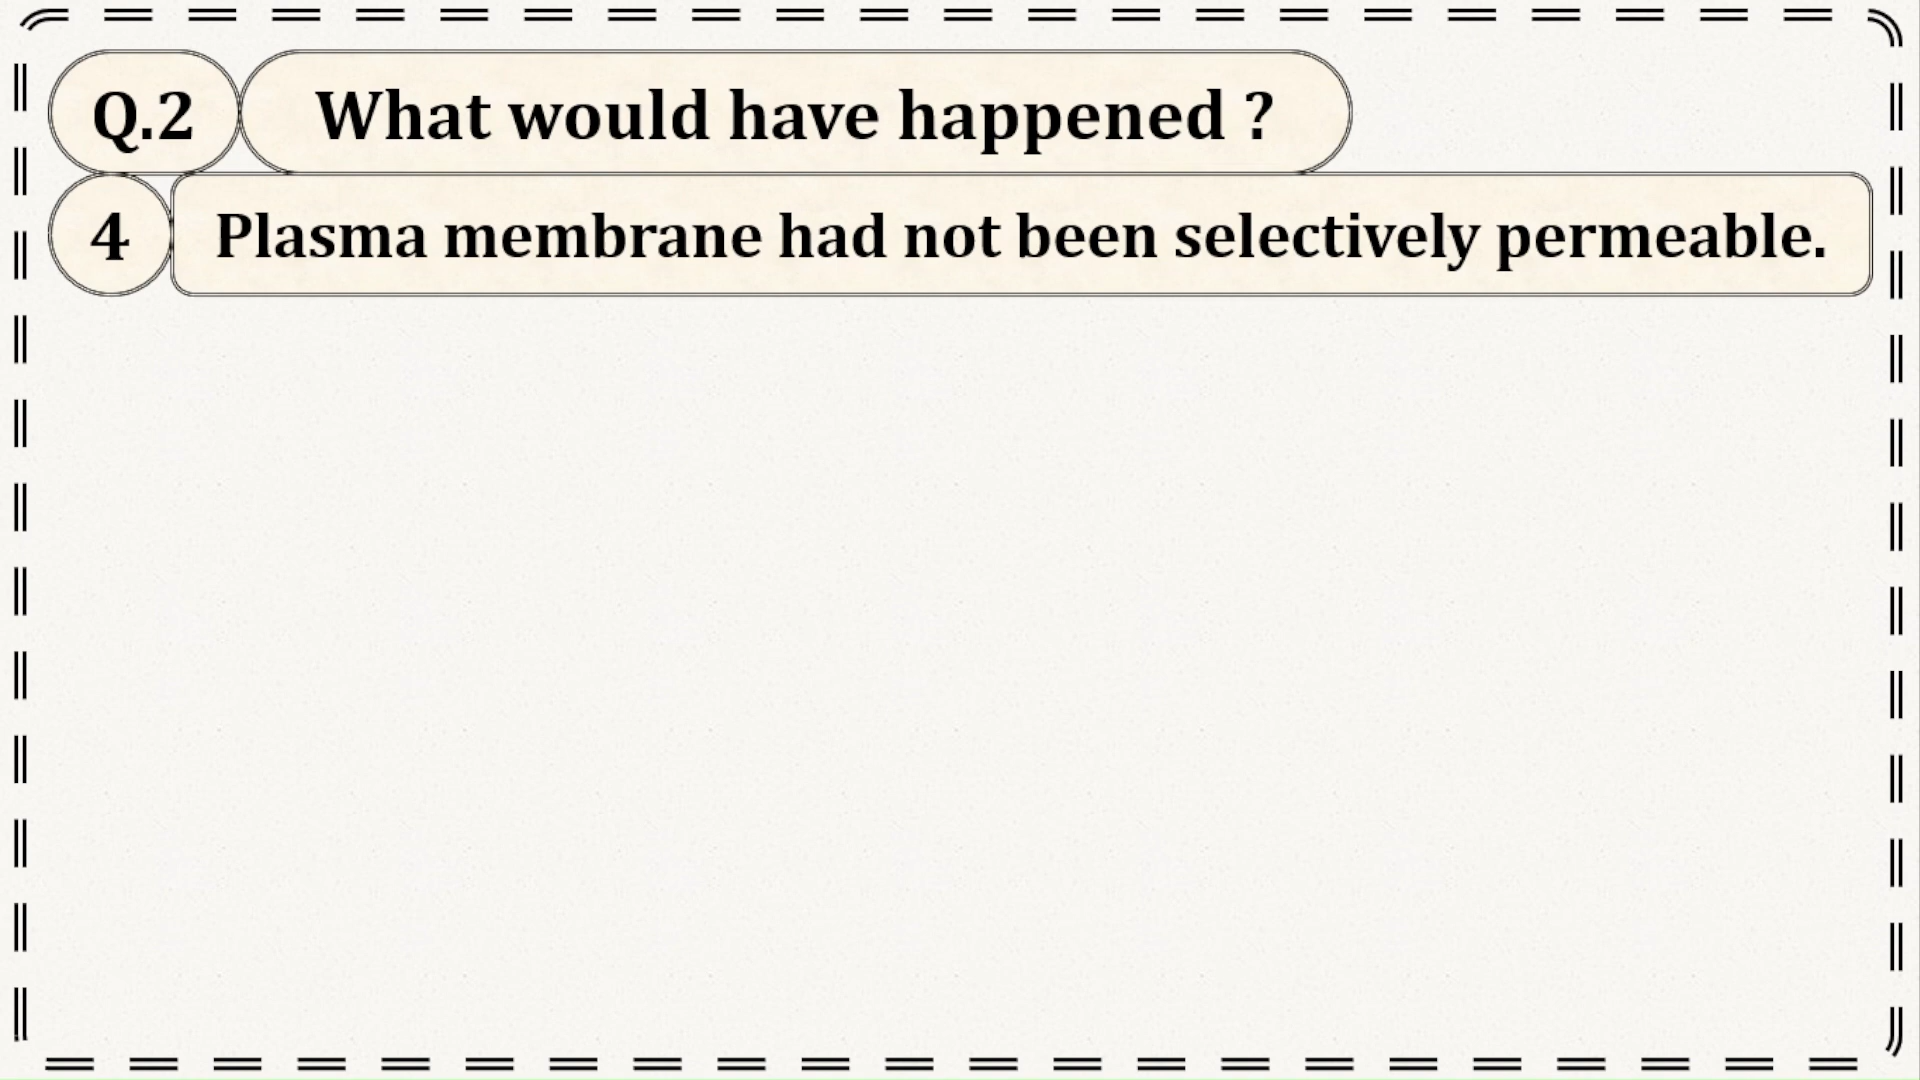 Q.2 What would have happened ?
4 Plasma membrane had not been selectively permeable.